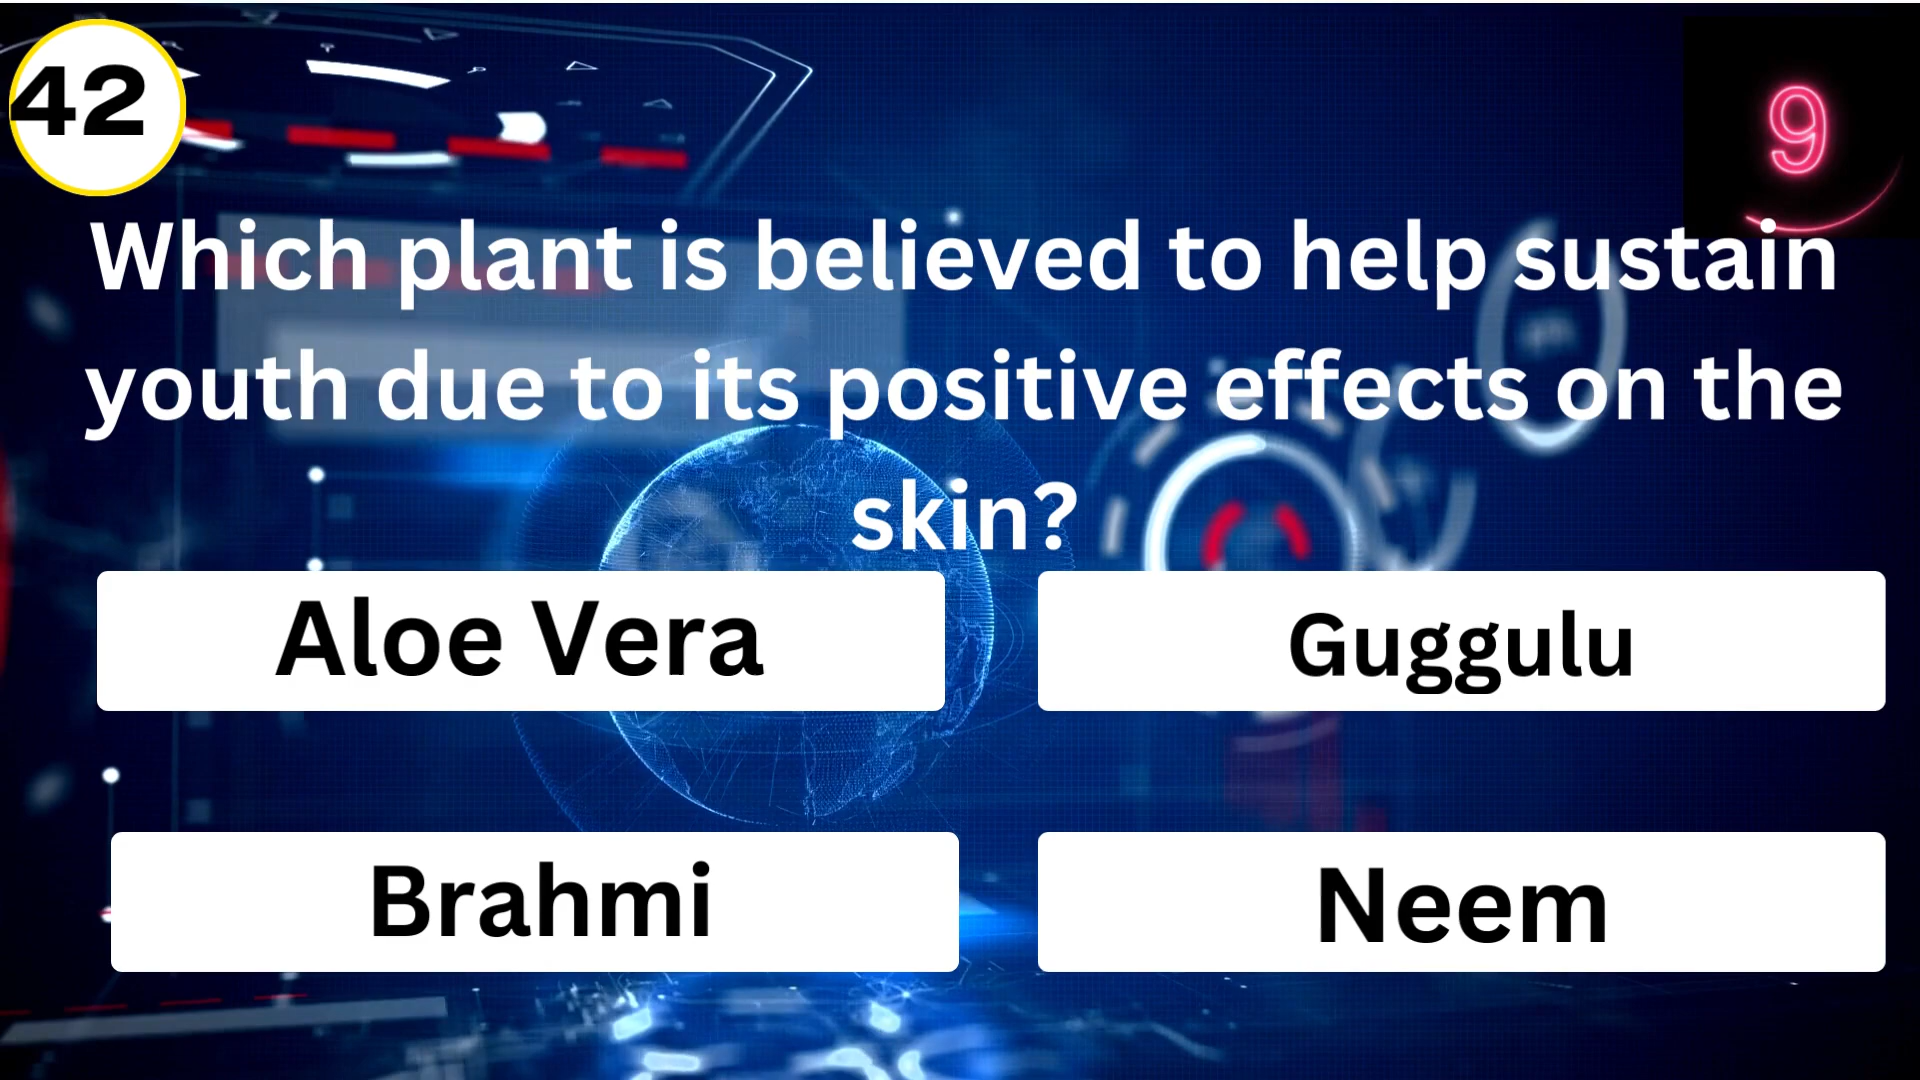 42
9
Which plant is believed to help sustain
youth due to its positive effects on the
skin?
Aloe Vera
Guggulu
Brahmi
Neem